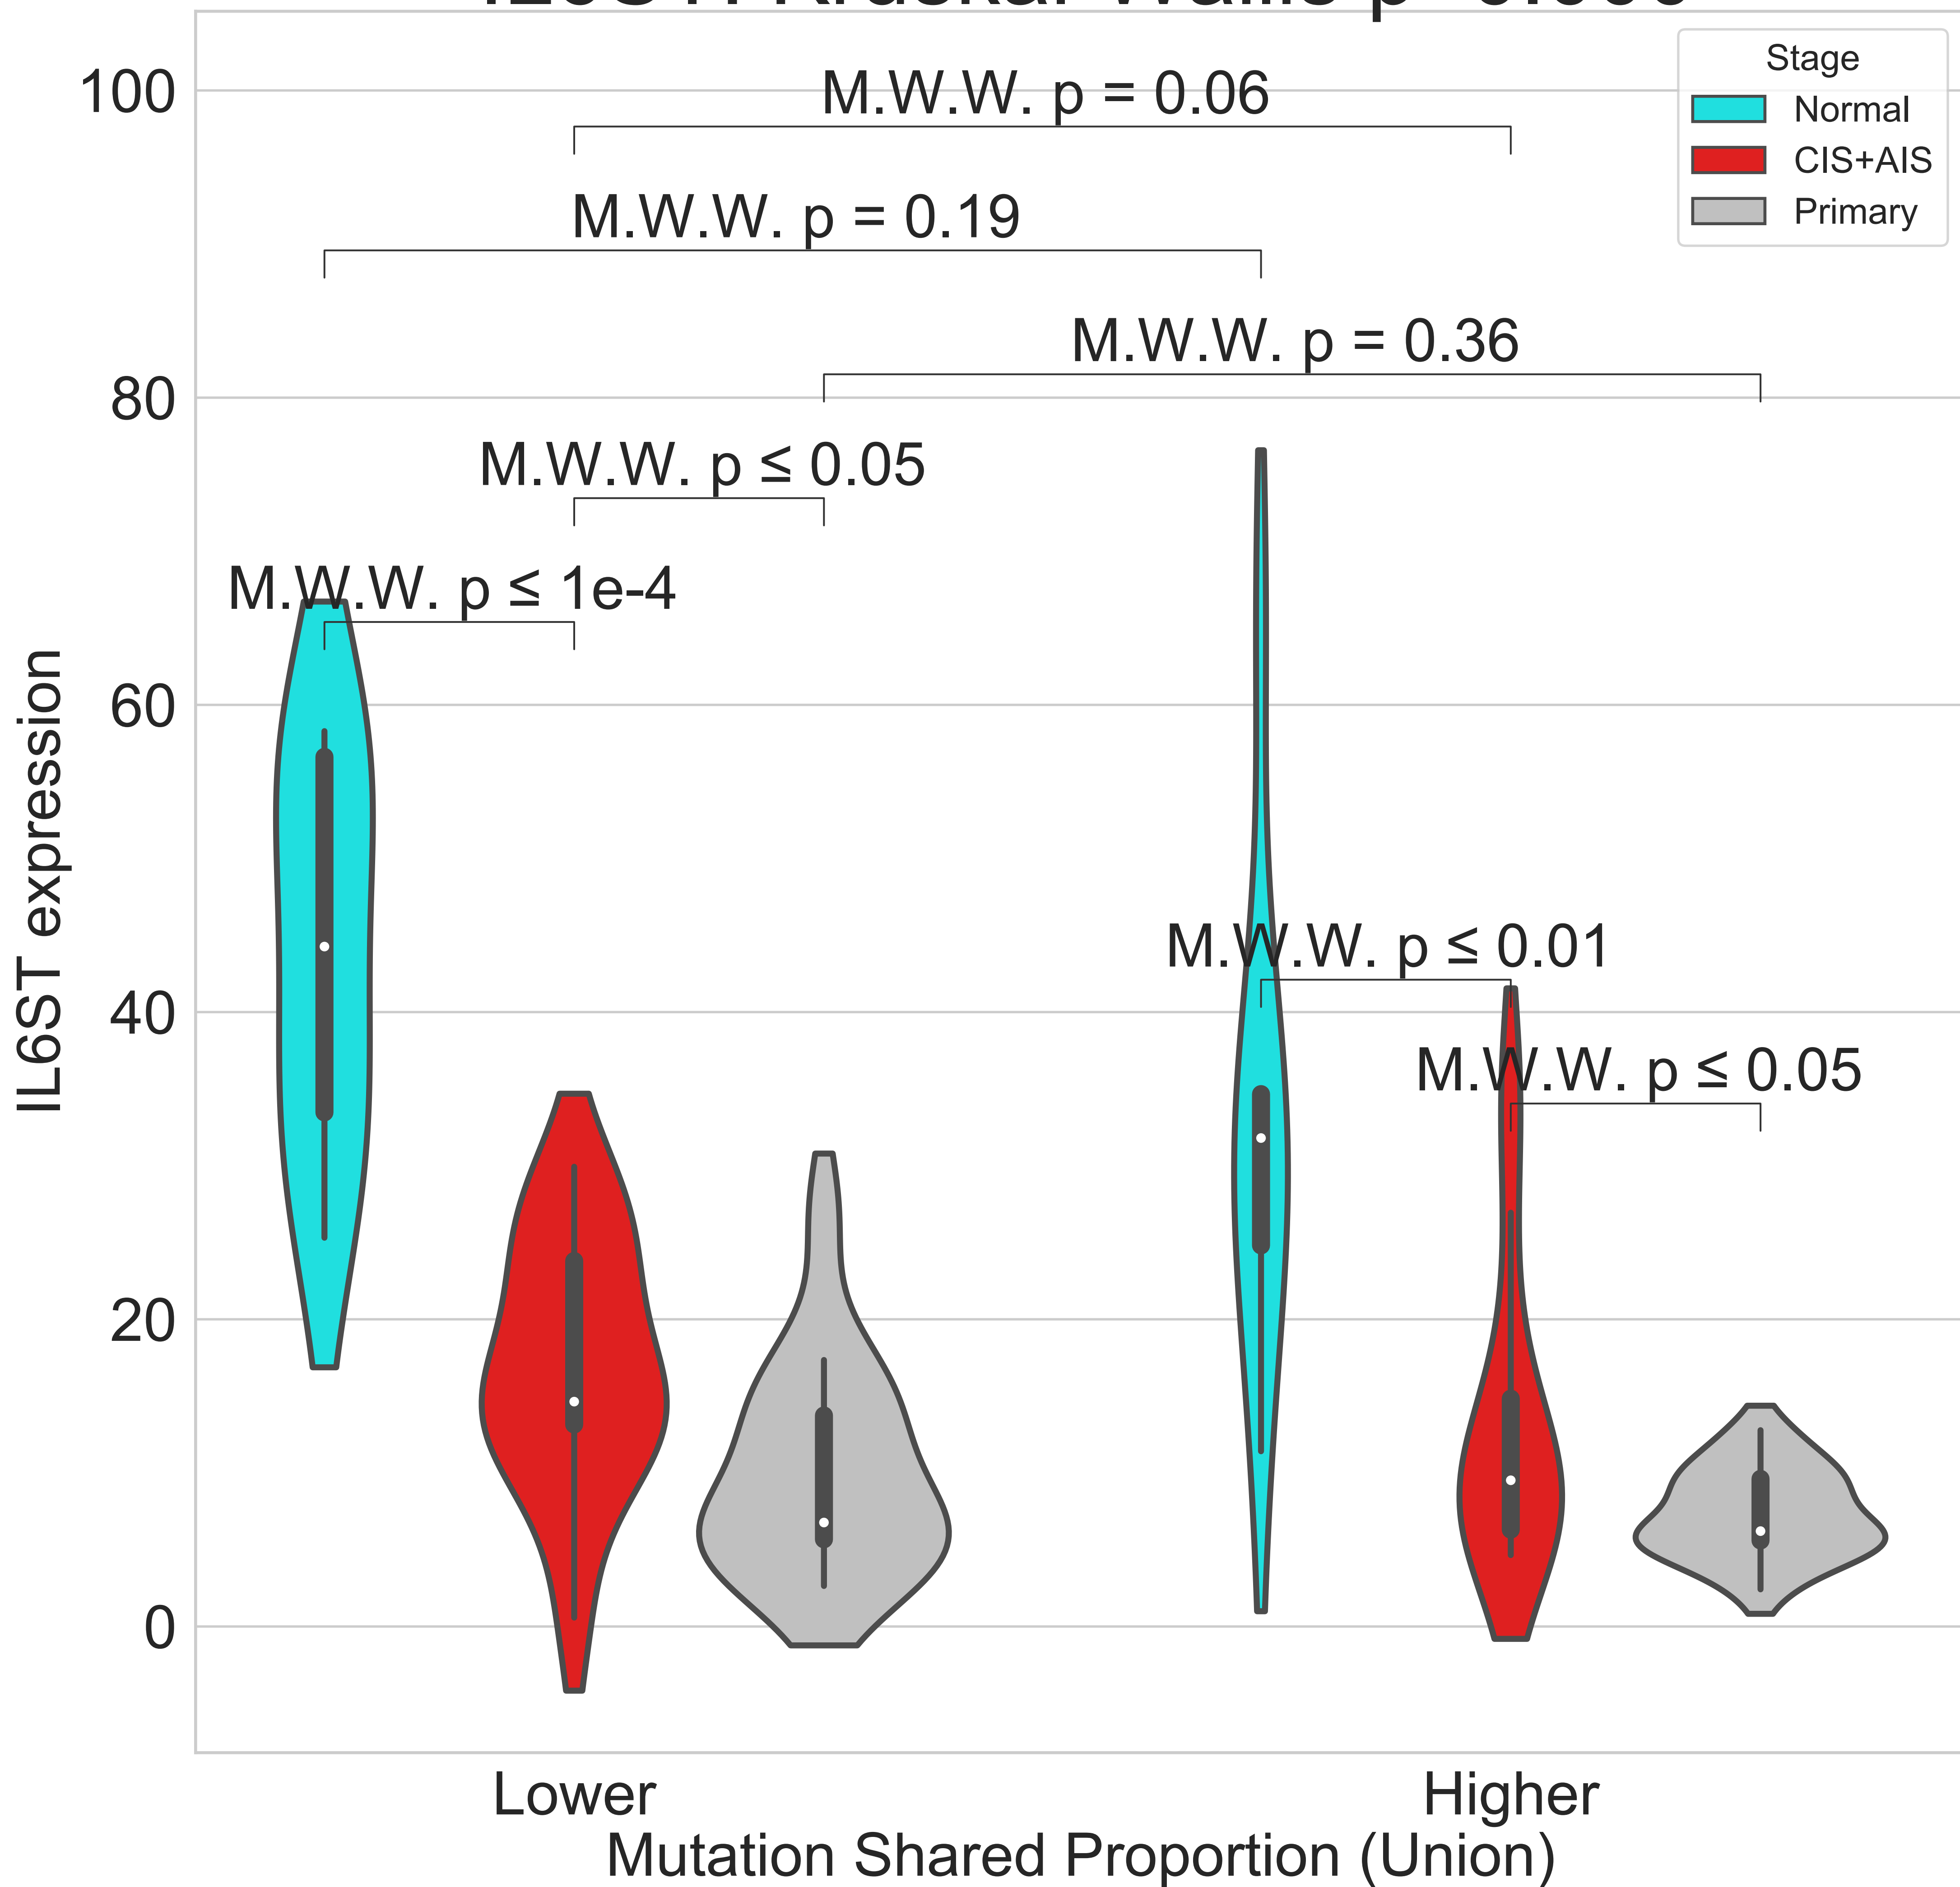 100
80
60
40
20
0
IL6ST expression
M.W.W. p = 0.06
M.W.W. p = 0.19
M.W.W. p = 0.36
M.W.W. p ≤ 0.05
M.W.W. p ≤ 1e-4
M.W.W. p ≤ 0.01
M.W.W. p ≤ 0.05
Stage
Normal
CIS+AIS
Primary
Lower
Higher
Mutation Shared Proportion (Union)